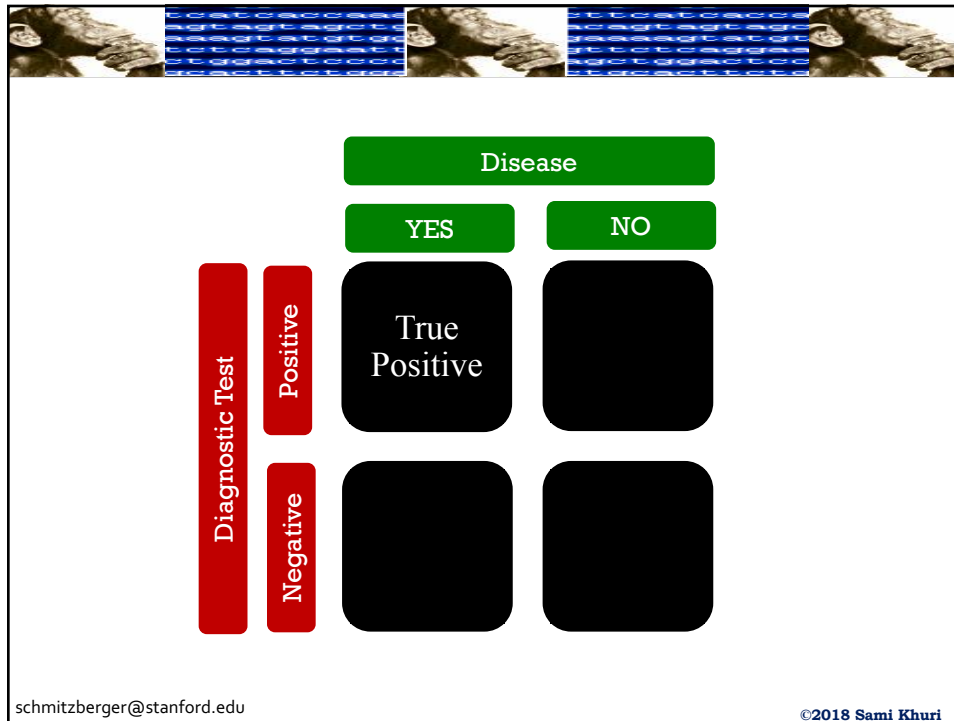 Disease
YES
NO
Diagnostic Test
Positive
True
Positive
Negative
schmitzberger@stanford.edu
©2018 Sami Khuri